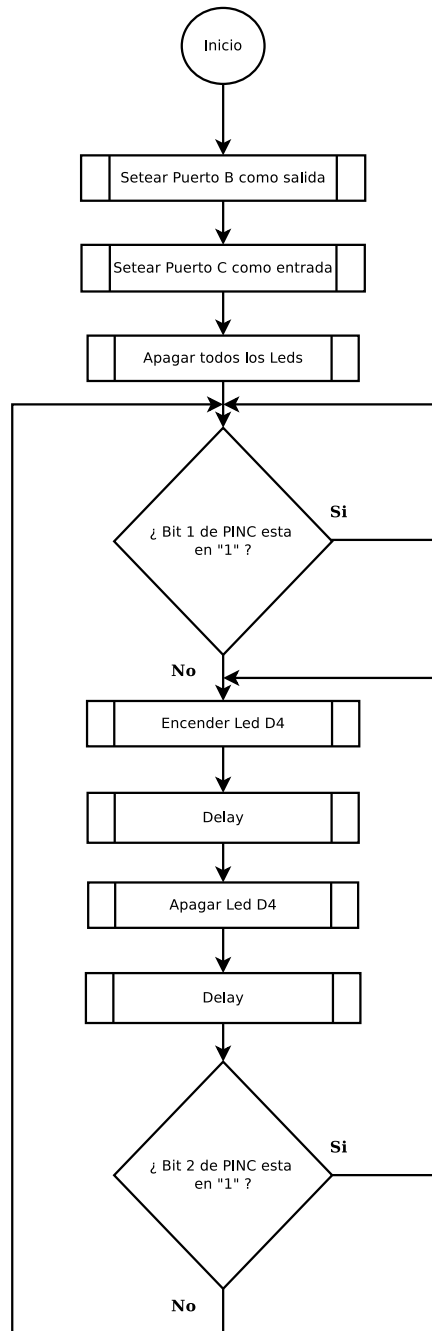 Inicio
Setear Puerto B como salida
Setear Puerto C como entrada
Apagar todos los Leds
¿ Bit 1 de PINC esta
en "1" ?
Si
No
Encender Led D4
Delay
Apagar Led D4
Delay
¿ Bit 2 de PINC esta
en "1" ?
Si
No